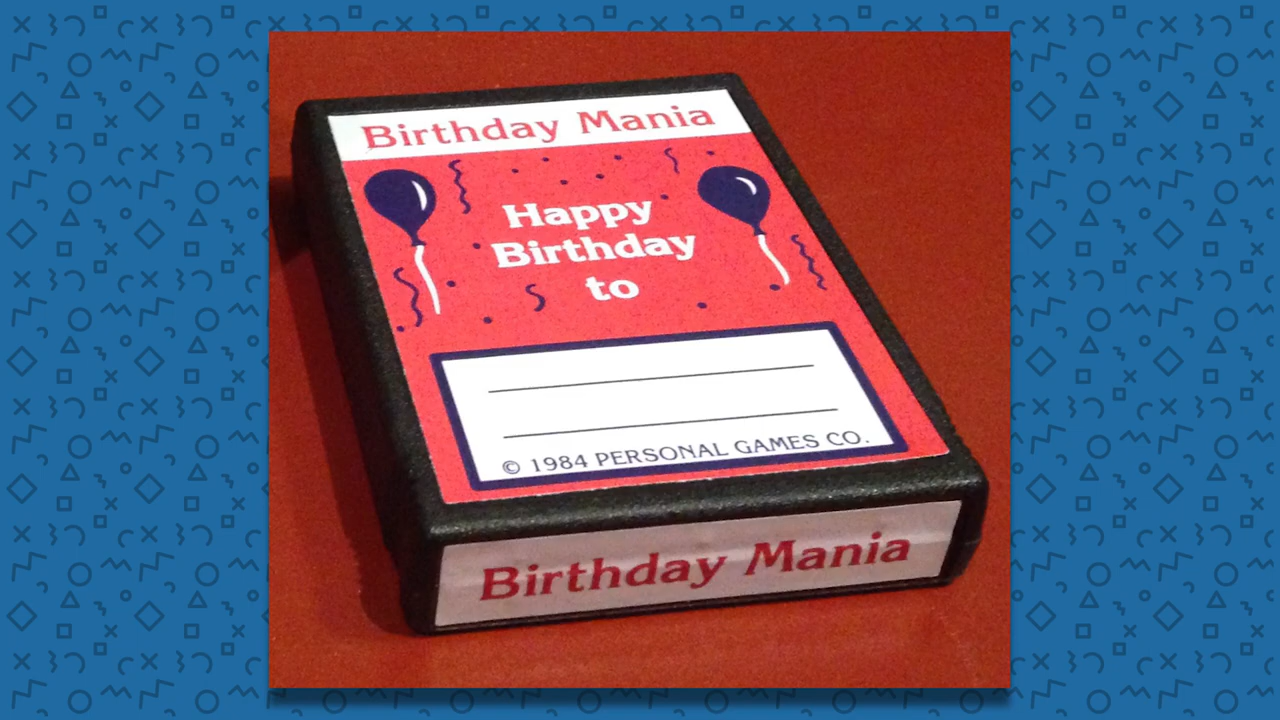 Birthday Mania
Happy
Birthday
to
© 1984 PERSONAL GAMES CO.
Birthday Mania